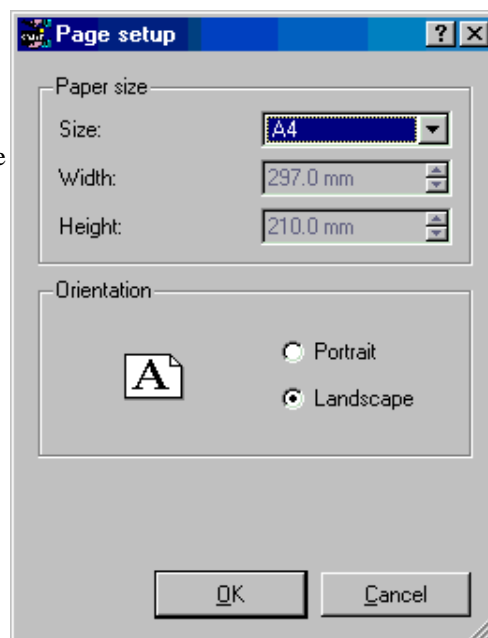 Page setup
Paper size
Size: A4
e
Width: 297.0 mm
Height: 210.0 mm
Orientation
A
Portrait
Landscape
OK Cancel